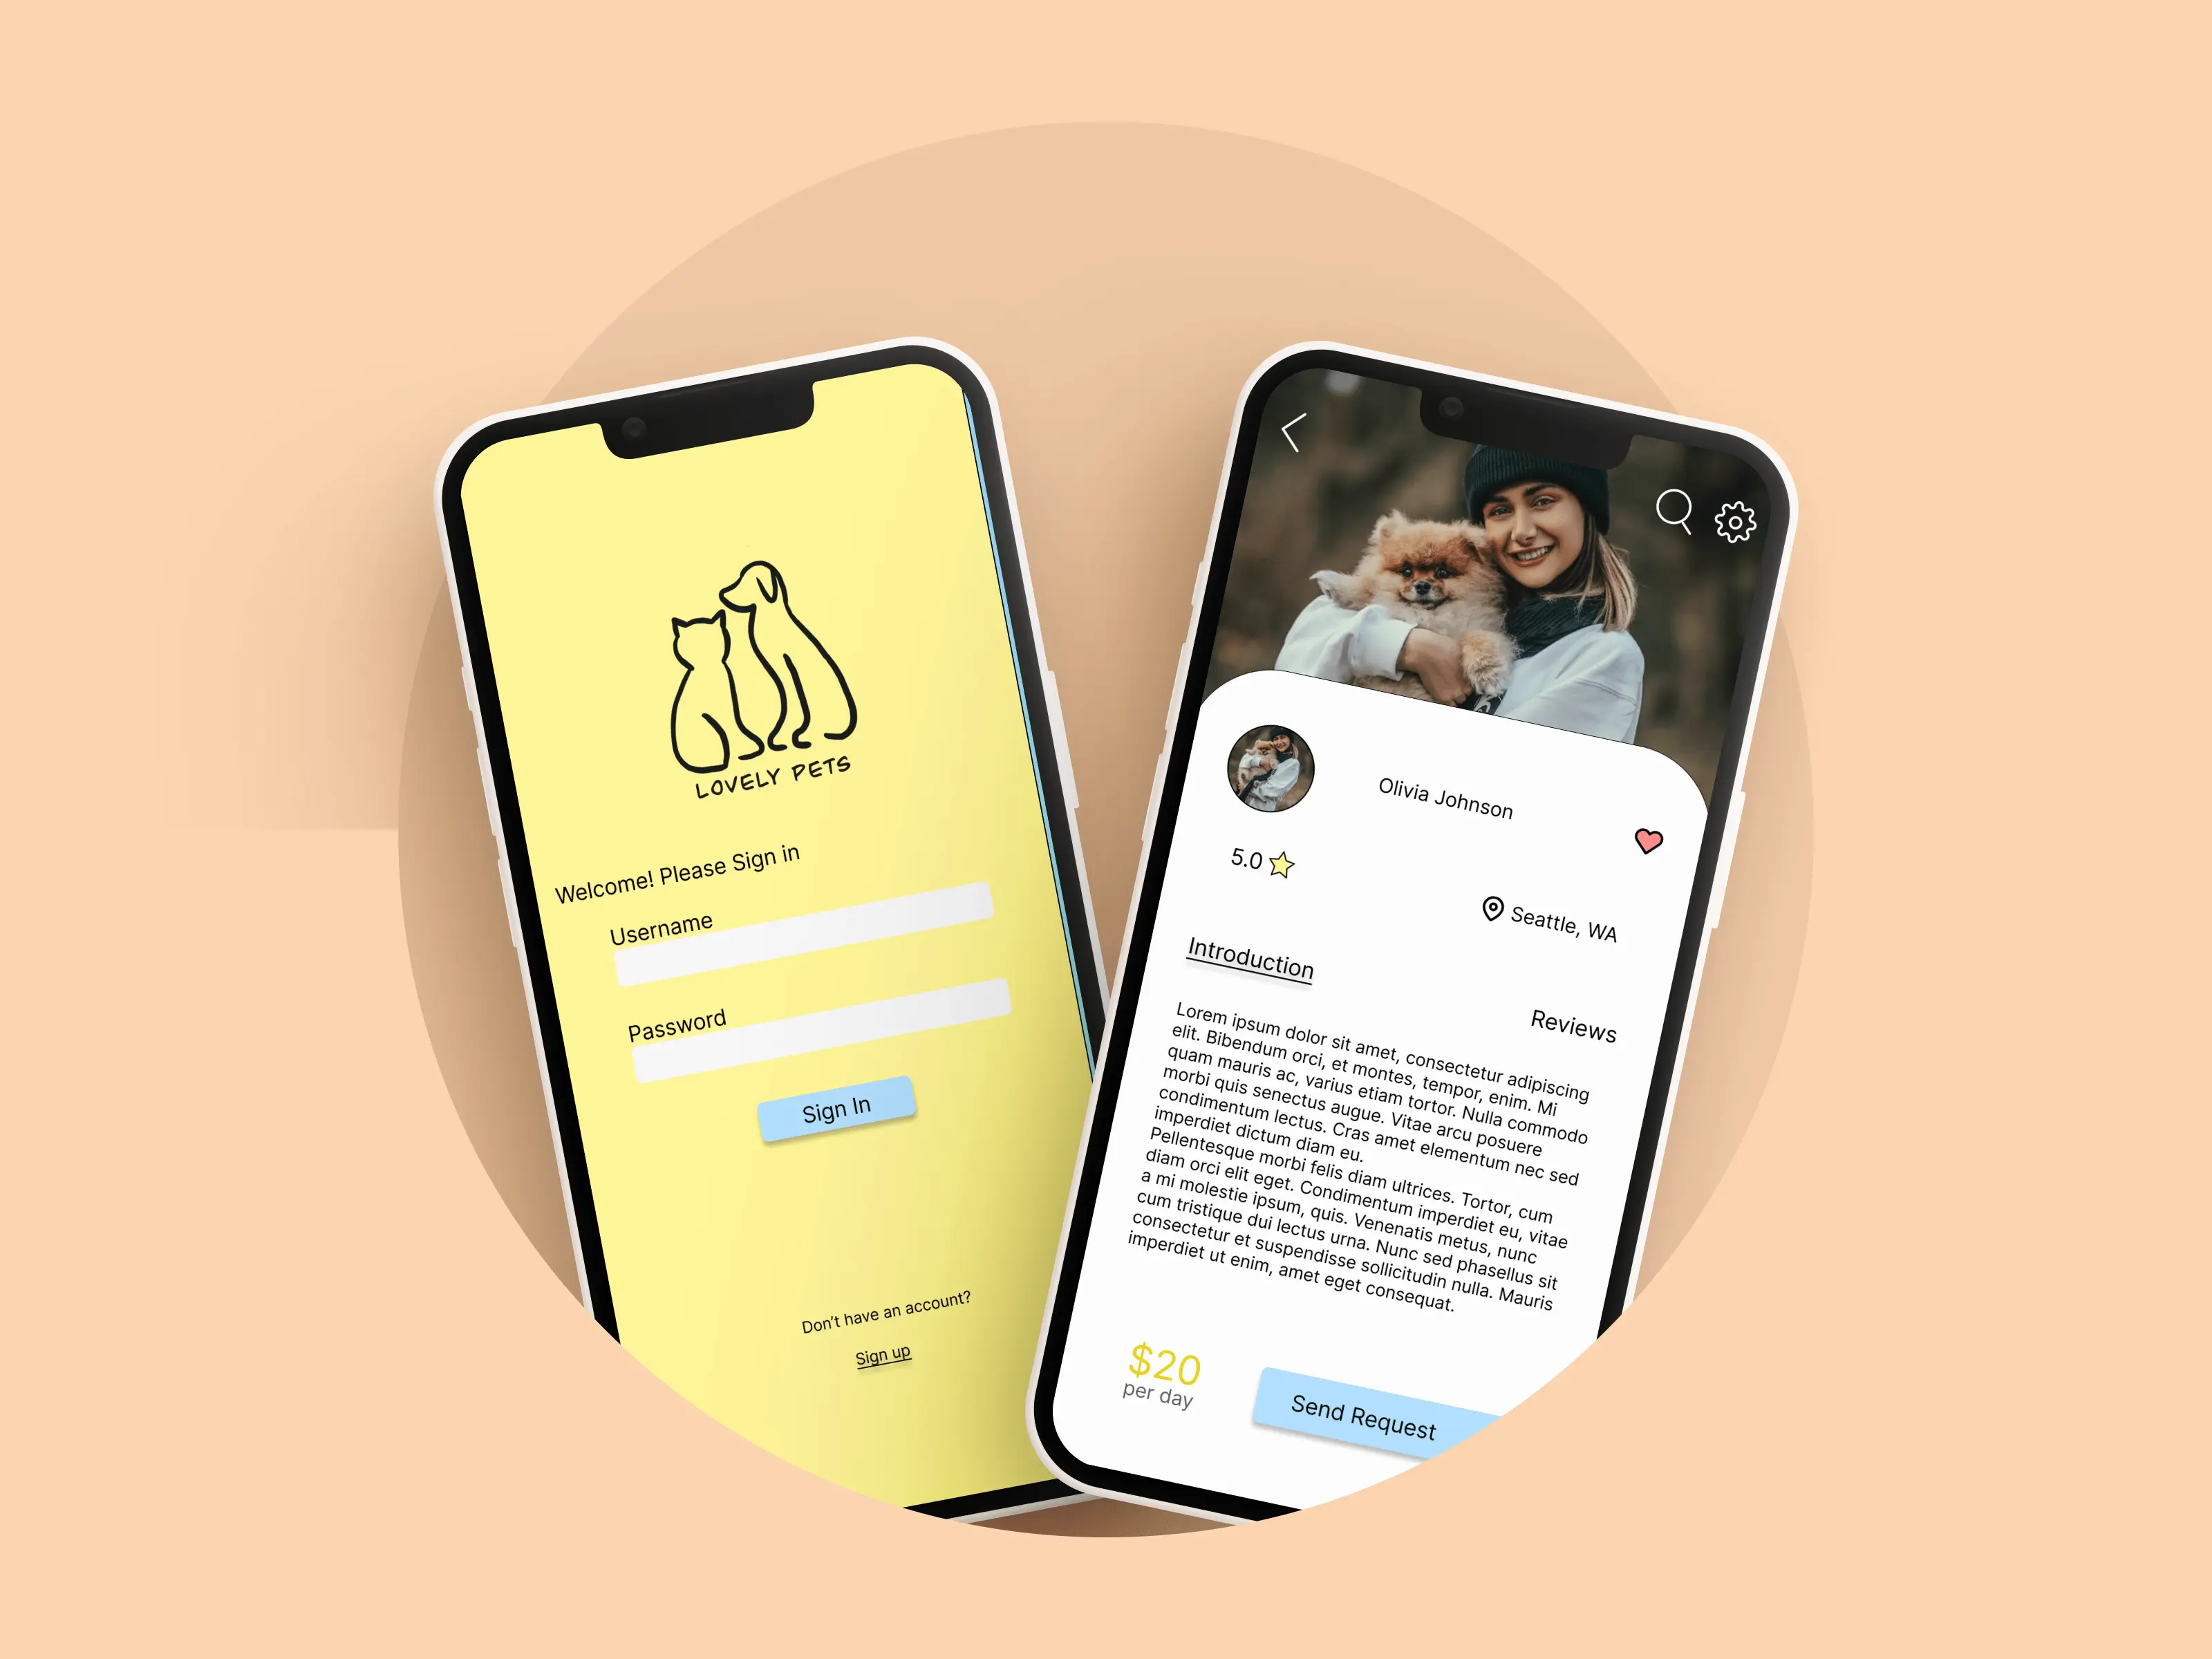 LOVELY PETS
Welcome! Please Sign in
Username
Password
Sign In
Don't have an account?
Sign up
Olivia Johnson
5.0
Seattle, WA
Introduction
Reviews
Lorem ipsum dolor sit amet, consectetur adipiscing
elit. Bibendum orci, et montes, tempor, enim. Mi
quam mauris ac, varius etiam tortor. Nulla commodo
morbi quis senectus augue. Vitae arcu posuere
condimentum lectus. Cras amet elementum nec sed
imperdiet dictum diam eu.
Pellentesque morbi felis diam ultrices. Tortor, cum
diam orci elit eget. Condimentum imperdiet eu, vitae
a mi molestie ipsum, quis. Venenatis metus, nunc
cum tristique dui lectus urna. Nunc sed phasellus sit
consectetur et suspendisse sollicitudin nulla. Mauris
imperdiet ut enim, amet eget consequat.
$20
per day
Send Request